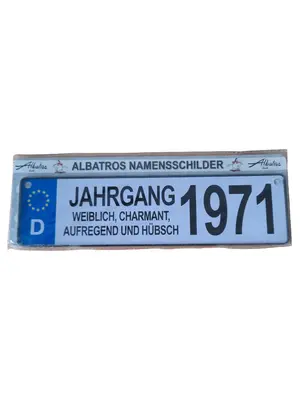 Albatros
ALBATROS NAMENSSCHILDER
Albatros
JAHRGANG 1971
WEIBLICH, CHARMANT,
AUFREGEND UND HÜBSCH
D